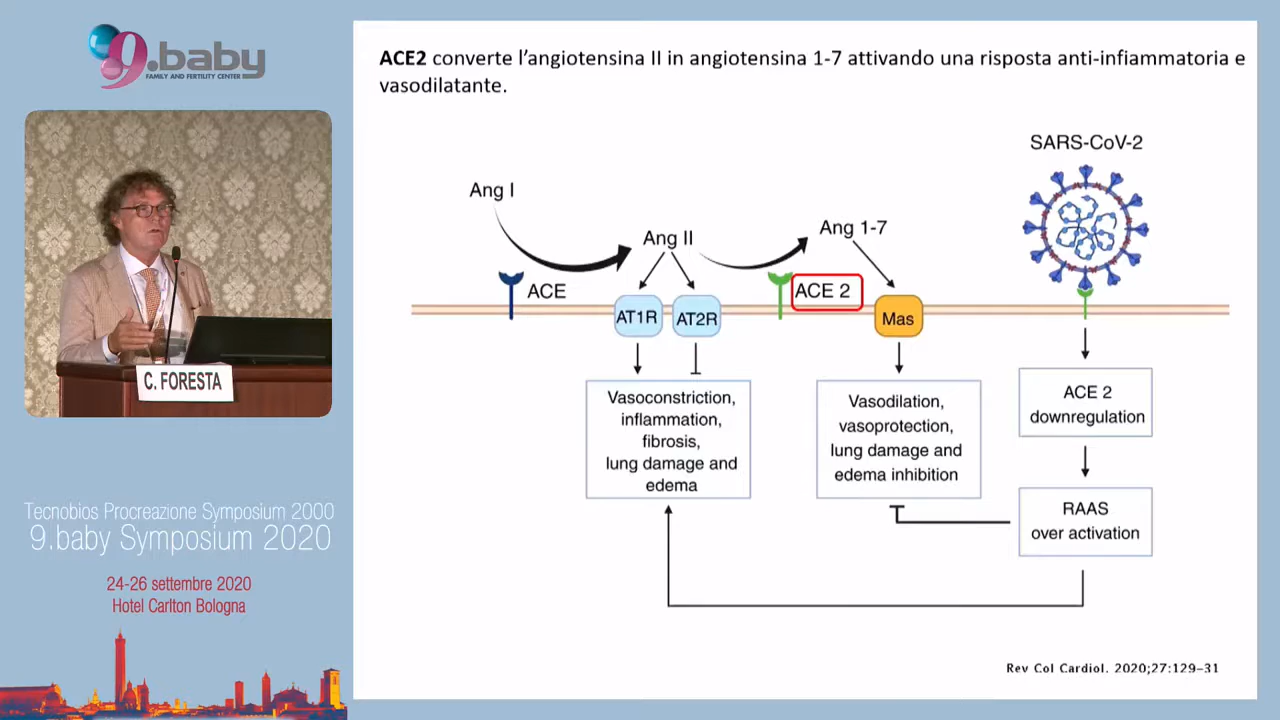 9.baby
FAMILY AND FERTILITY CENTER
C. FORESTA
Tecnobios Procreazione Symposium 2000
9.baby Symposium 2020
24-26 settembre 2020
Hotel Carlton Bologna
ACE2 converte l'angiotensina II in angiotensina 1-7 attivando una risposta anti-infiammatoria e
vasodilatante.
SARS-CoV-2
Ang I
Ang II
Ang 1-7
ACE
ACE 2
AT1R
AT2R
Mas
Vasoconstriction,
inflammation,
fibrosis,
lung damage and
edema
Vasodilation,
vasoprotection,
lung damage and
edema inhibition
ACE 2
downregulation
RAAS
over activation
Rev Col Cardiol. 2020;27:129–31